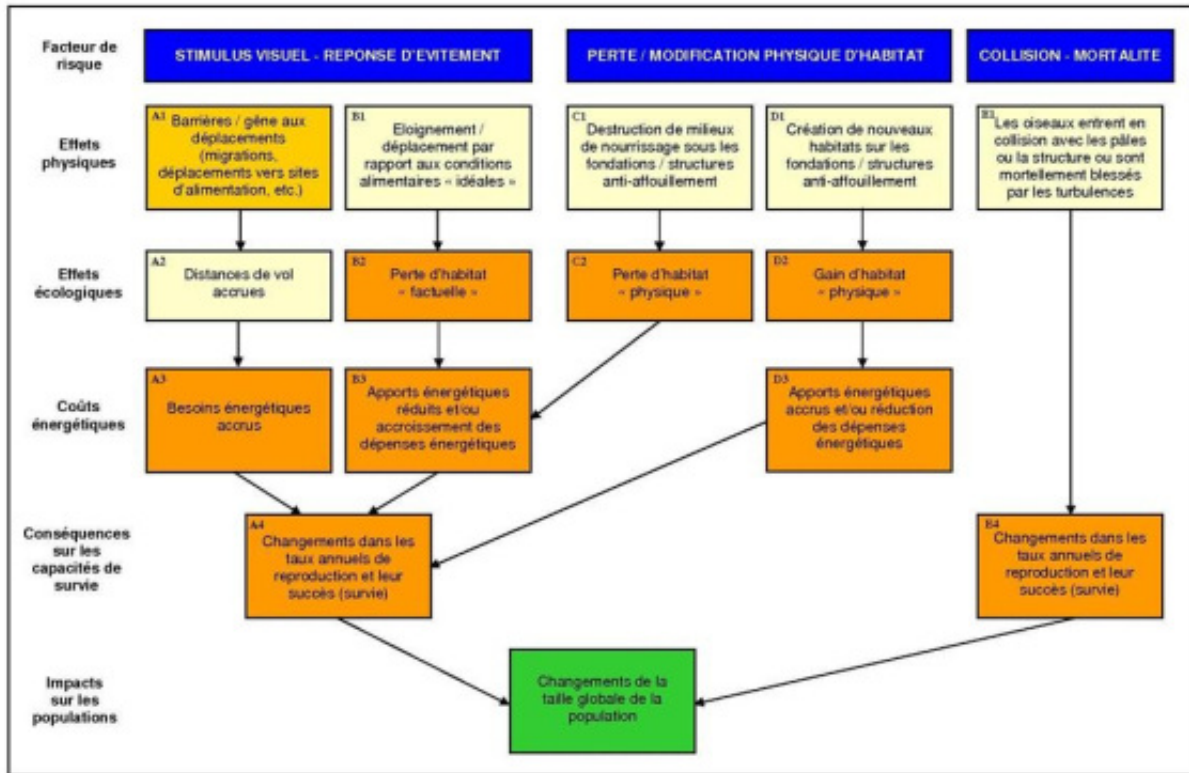 Facteur de
risque
STIMULUS VISUEL - REPONSE D'EVITEMENT
PERTE / MODIFICATION PHYSIQUE D'HABITAT
COLLISION - MORTALITE
Effets
physiques
A1
Barrières / gêne aux
déplacements
(migrations,
déplacements vers sites
d'alimentation, etc.)
B1
Eloignement /
déplacement par
rapport aux conditions
alimentaires « idéales »
C1
Destruction de milieux
de nourrissage sous les
fondations / structures
anti-affouillement
D1
Création de nouveaux
habitats sur les
fondations / structures
anti-affouillement
E1
Les oiseaux entrent en
collision avec les pâles
ou la structure ou sont
mortellement blessés
par les turbulences
Effets
écologiques
A2
Distances de vol
accrues
B2
Perte d'habitat
« factuelle »
C2
Perte d'habitat
« physique »
D2
Gain d'habitat
« physique »
Coûts
énergétiques
A3
Besoins énergétiques
accrus
B3
Apports énergétiques
réduits et/ou
accroissement des
dépenses énergétiques
D3
Apports énergétiques
accrus et/ou réduction
des dépenses
énergétiques
Conséquences
sur les
capacités de
survie
A4
Changements dans les
taux annuels de
reproduction et leur
succès (survie)
E4
Changements dans les
taux annuels de
reproduction et leur
succès (survie)
Impacts
sur les
populations
Changements de la
taille globale de la
population